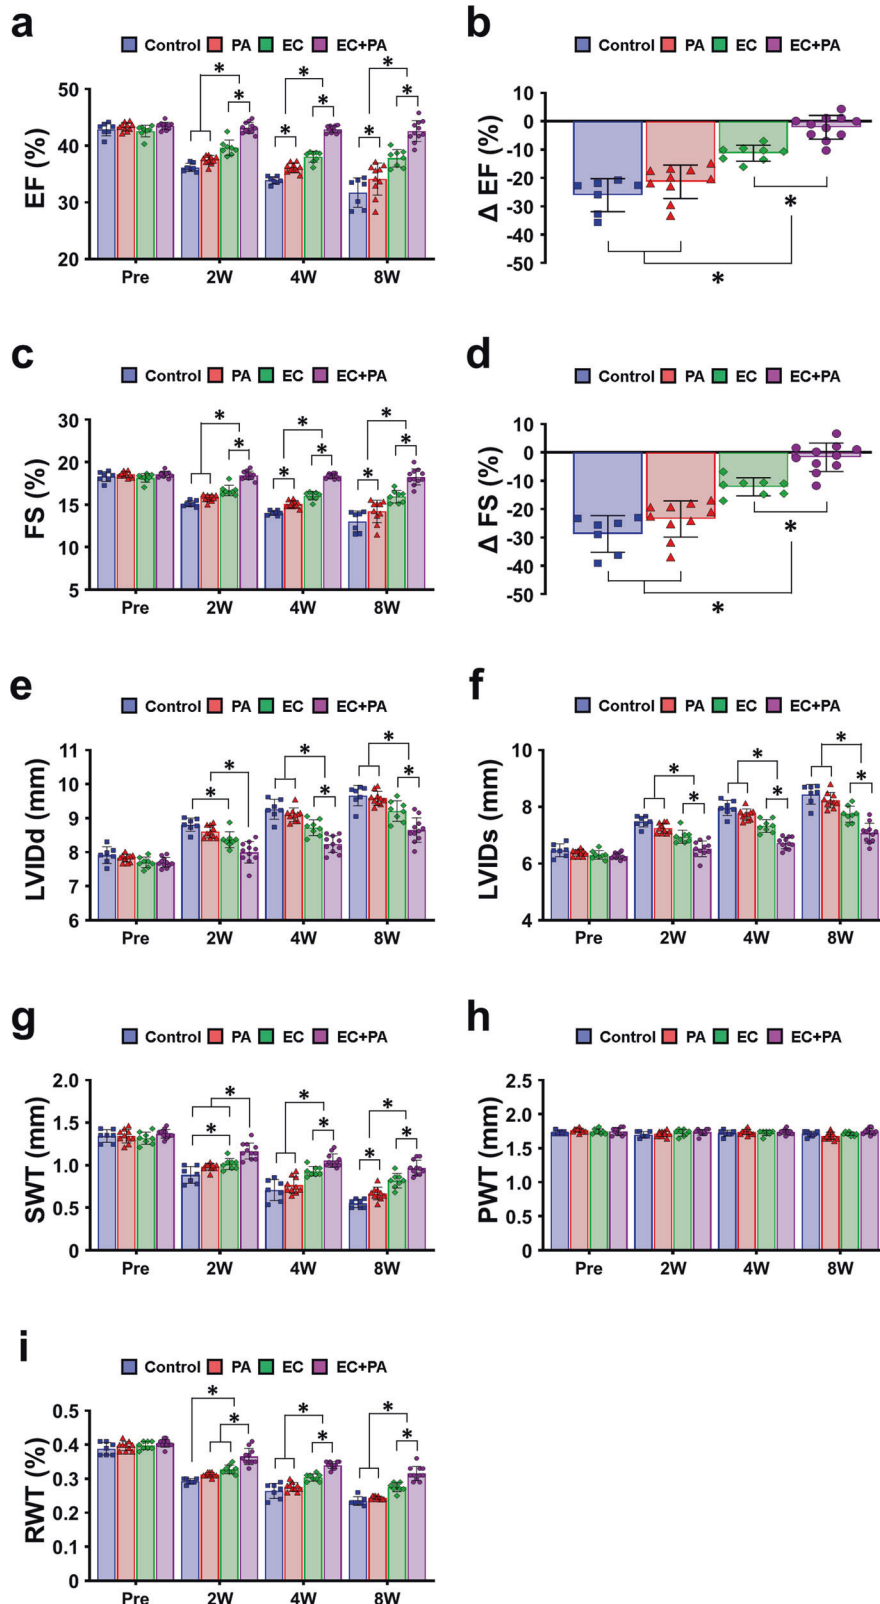 a
Control PA EC EC+PA
EF (%)
50
40
30
20
* * * * * * * *
Pre 2W 4W 8W
b
Control PA EC EC+PA
Δ EF (%)
10
0
-10
-20
-30
-40
-50
*
*
c
Control PA EC EC+PA
FS (%)
30
20
15
10
5
* * * * * * * *
Pre 2W 4W 8W
d
Control PA EC EC+PA
Δ FS (%)
10
0
-10
-20
-30
-40
-50
*
*
e
Control PA EC EC+PA
LVIDd (mm)
11
10
9
8
7
6
* * * * * *
Pre 2W 4W 8W
f
Control PA EC EC+PA
LVIDs (mm)
10
8
6
4
* * * * * *
Pre 2W 4W 8W
g
Control PA EC EC+PA
SWT (mm)
2.0
1.5
1.0
0.5
0
* * * * * * *
Pre 2W 4W 8W
h
Control PA EC EC+PA
PWT (mm)
2.5
2.0
1.5
1.0
0.5
0
Pre 2W 4W 8W
i
Control PA EC EC+PA
RWT (%)
0.5
0.4
0.3
0.2
0.1
0
* * * * * *
Pre 2W 4W 8W